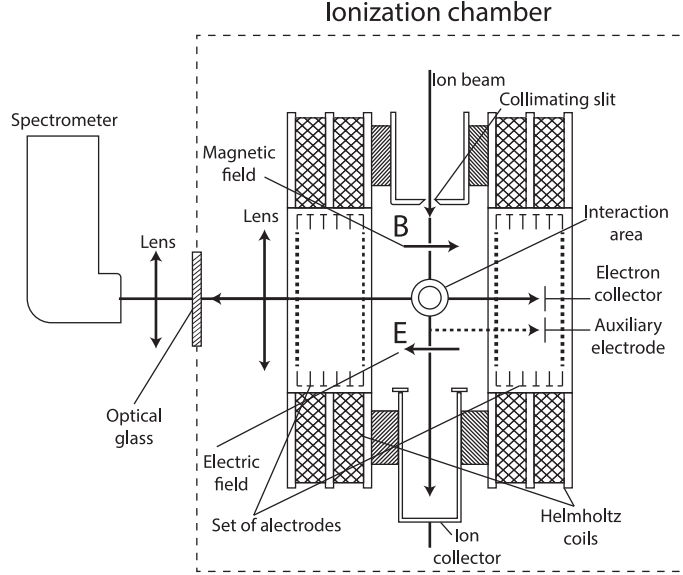 Ionization chamber
Ion beam
Collimating slit
Spectrometer
Magnetic
field
Lens
Lens
B
Interaction
area
Electron
collector
Auxiliary
electrode
E
Optical
glass
Electric
field
Set of alectrodes
Ion
collector
Helmholtz
coils